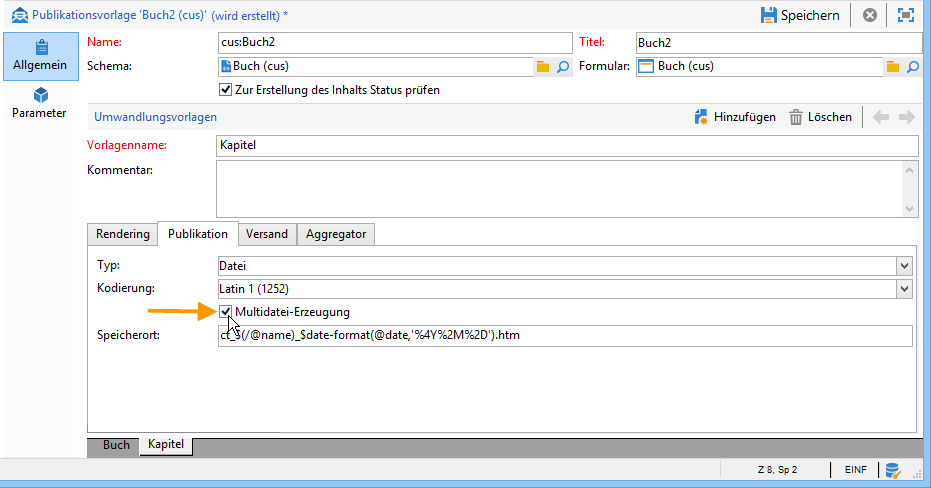 Publikationsvorlage 'Buch2 (cus)' (wird erstellt) * Speichern
Allgemein
Parameter
Name: cus:Buch2 Titel: Buch2
Schema: Buch (cus) Formular: Buch (cus)
Zur Erstellung des Inhalts Status prüfen
Umwandlungsvorlagen Hinzufügen Löschen
Vorlagenname: Kapitel
Kommentar:
Rendering Publikation Versand Aggregator
Typ: Datei
Kodierung: Latin 1 (1252)
Multidatei-Erzeugung
Speicherort: ct_$(/@name)_$date-format(@date,'%4Y%2M%2D').htm
Buch Kapitel
Z 8, Sp 2 EINF